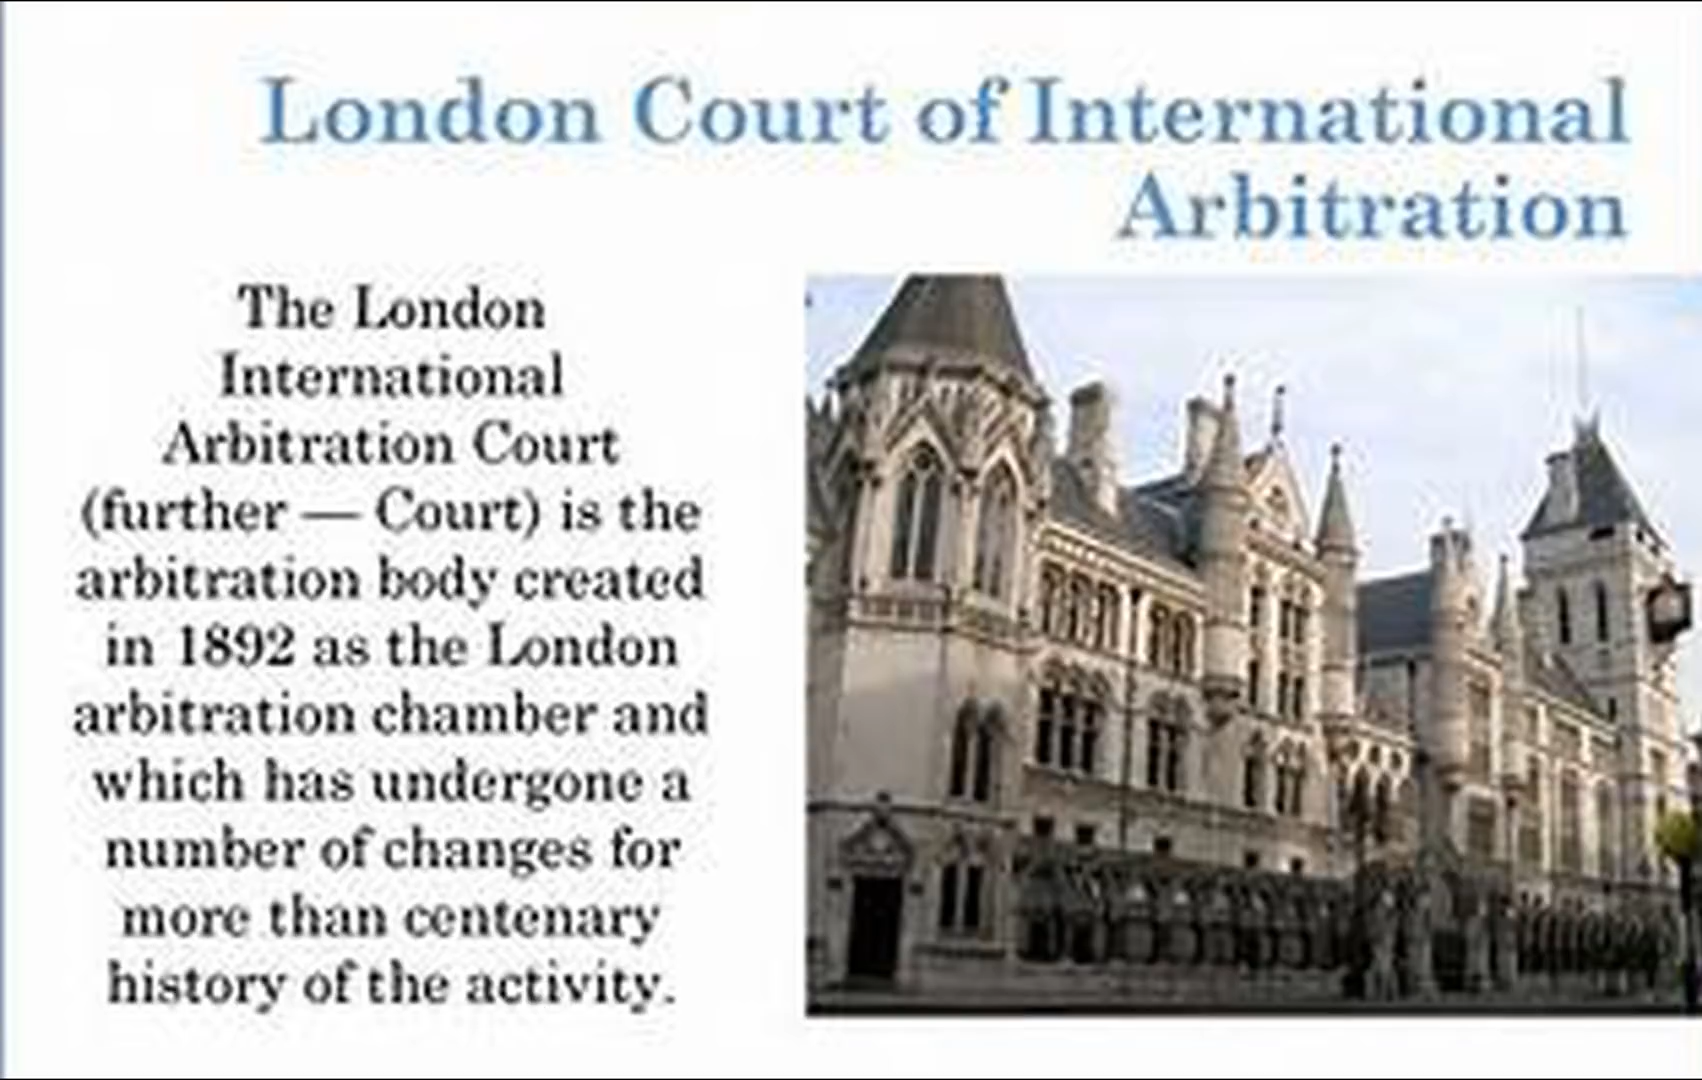 London Court of International
Arbitration
The London
International
Arbitration Court
(further — Court) is the
arbitration body created
in 1892 as the London
arbitration chamber and
which has undergone a
number of changes for
more than centenary
history of the activity.